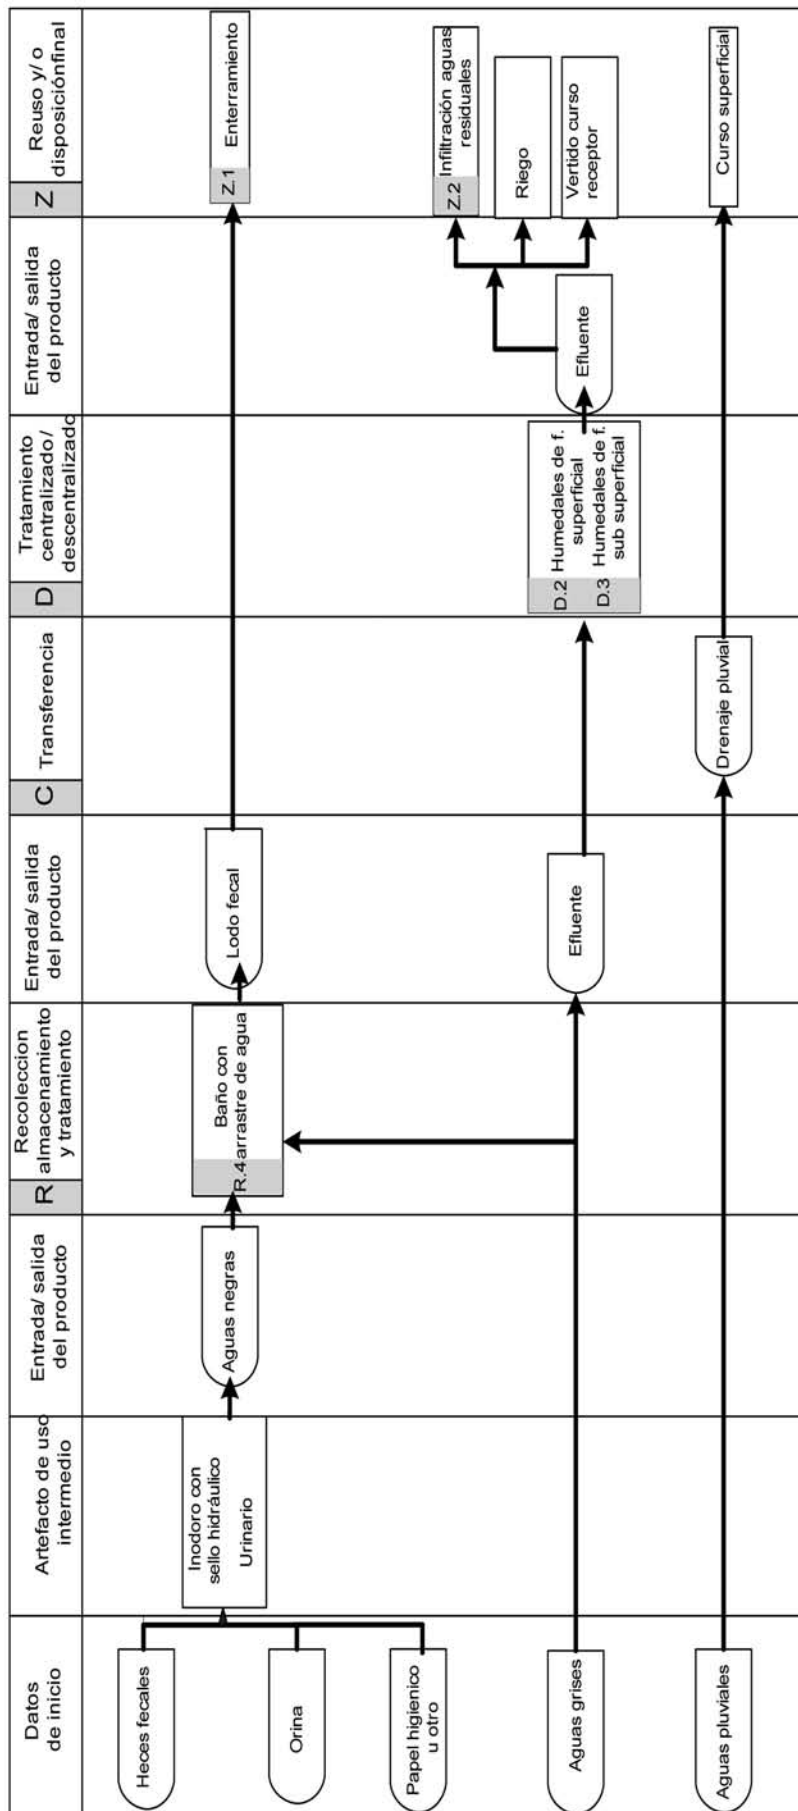 Datos
de inicio
Artefacto de uso
intermedio
Entrada/ salida
del producto
R
Recoleccion
almacenamiento
y tratamiento
Entrada/ salida
del producto
C
Transferencia
D
Tratamiento
centralizado/
descentralizado
Entrada/ salida
del producto
Z
Reuso y/ o
disposiciónfinal
Heces fecales
Orina
Papel higienico
u otro
Inodoro con
sello hidráulico
Urinario
Aguas negras
Baño con
R.4 arrastre de agua
Lodo fecal
Z.1 Enterramiento
Aguas grises
Efluente
D.2 Humedales de f.
superficial
D.3 Humedales de f.
sub superficial
Efluente
Z.2 Infiltración aguas
residuales
Riego
Vertido curso
receptor
Aguas pluviales
Drenaje pluvial
Curso superficial